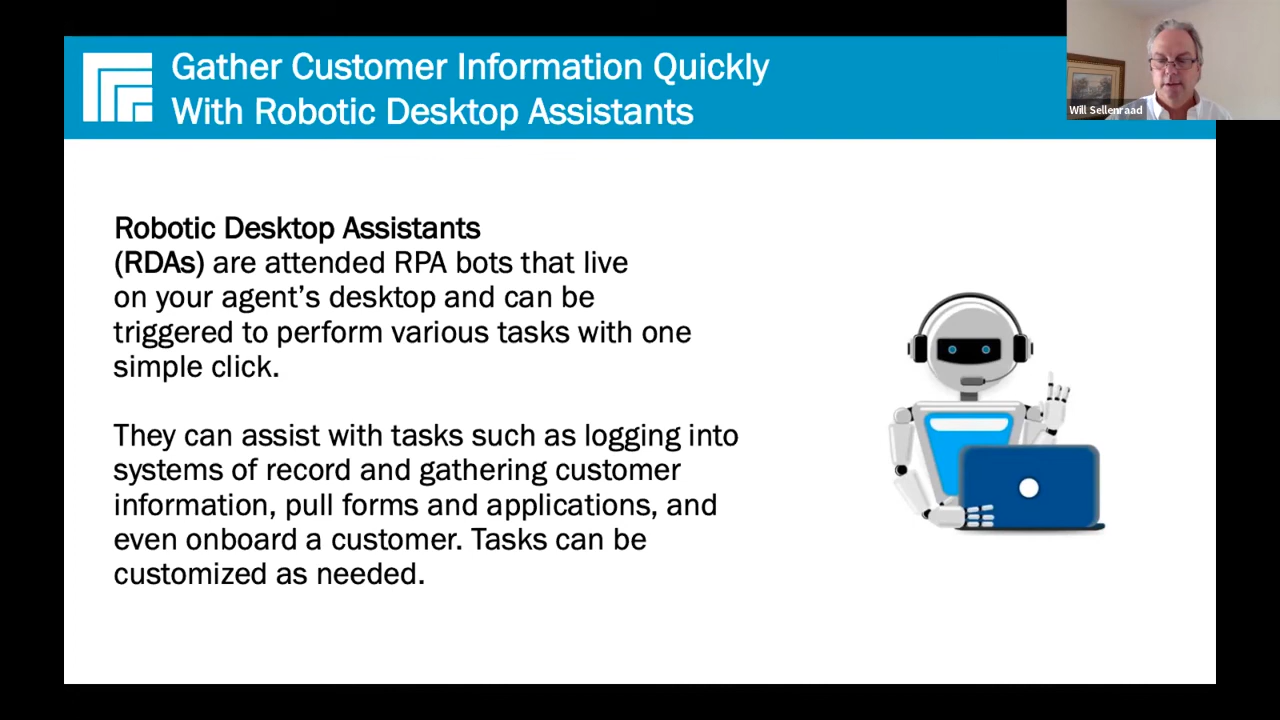 Gather Customer Information Quickly
With Robotic Desktop Assistants
Will Sellenraad
Robotic Desktop Assistants
(RDAs) are attended RPA bots that live
on your agent’s desktop and can be
triggered to perform various tasks with one
simple click.
They can assist with tasks such as logging into
systems of record and gathering customer
information, pull forms and applications, and
even onboard a customer. Tasks can be
customized as needed.